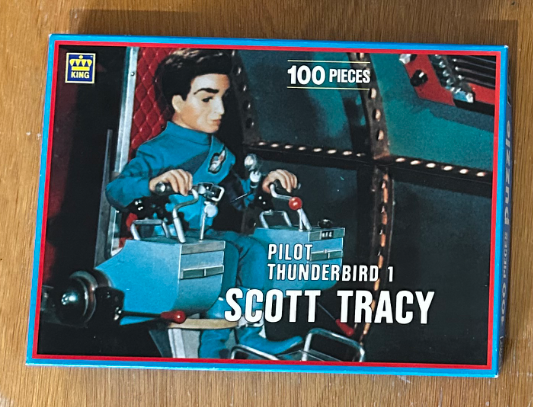 KING
100 PIECES
PILOT
THUNDERBIRD 1
SCOTT TRACY
100 PIECES Puzzle